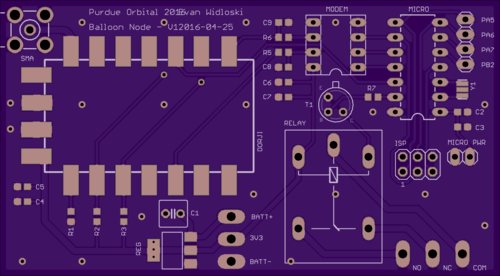 Purdue Orbital 2016 Evan Widloski
Balloon Node - V12016-04-25
SMA
C9
R6
R5
C8
C6
C7
MODEM
MICRO
T1
R7
PA5
PA6
PA7
PB2
Y1
C2
C3
DORJI
RELAY
ISP
1
MICRO PWR
C5
C4
R1
R2
R3
C1
REG
BATT+
3V3
BATT-
NO
NC
COM